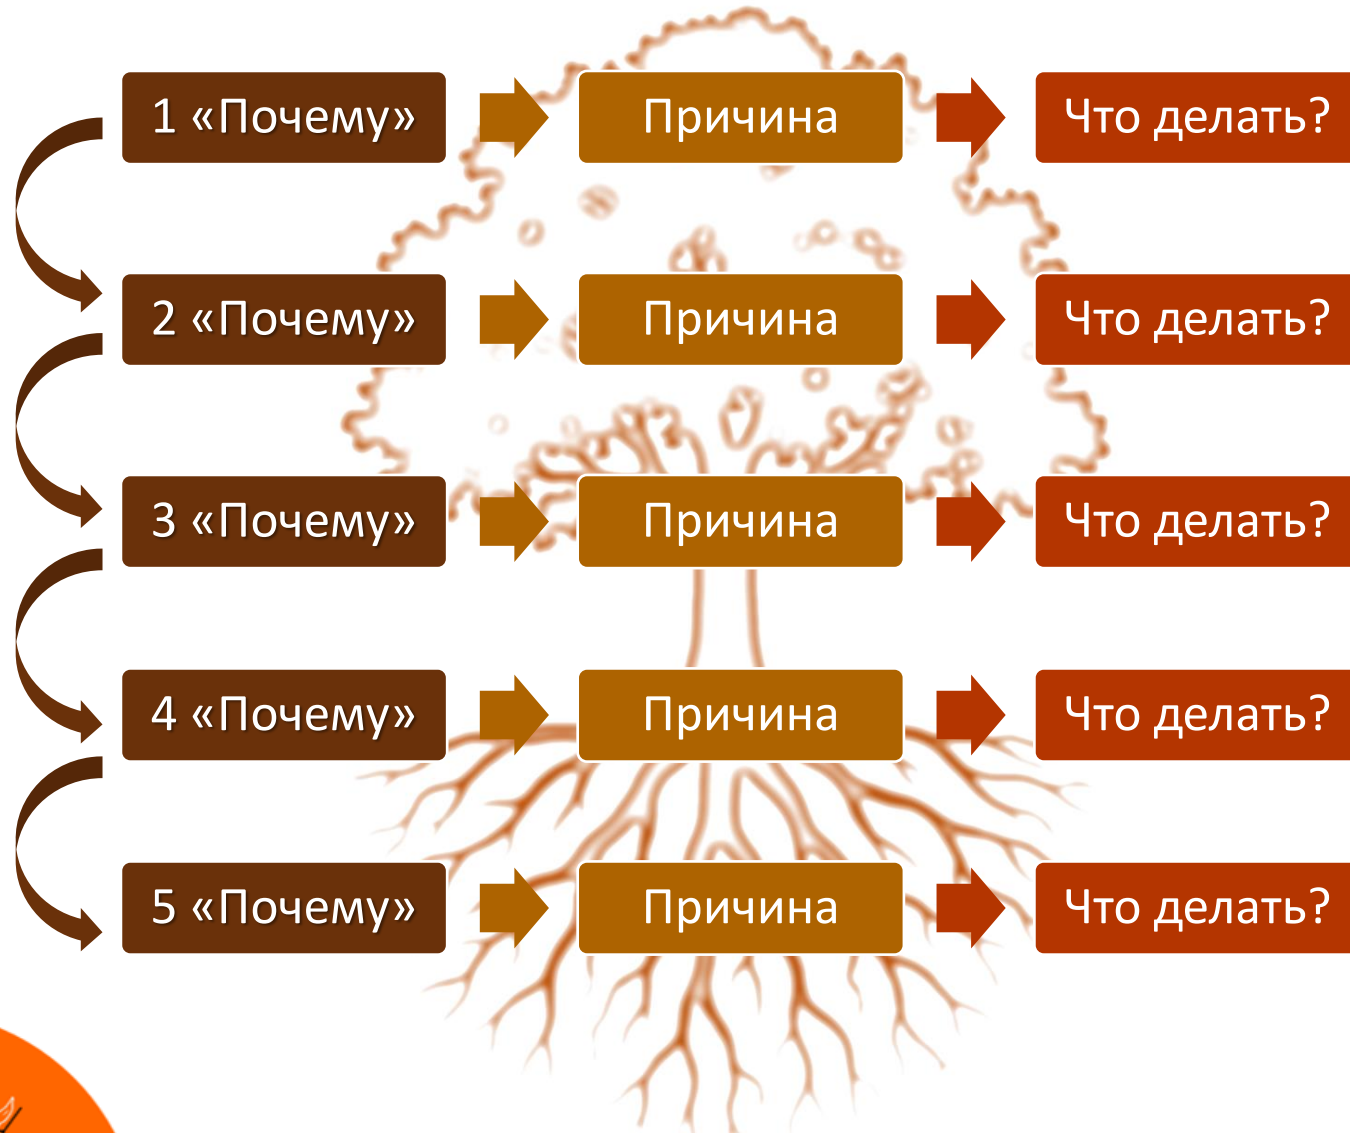 1 «Почему»
Причина
Что делать?
2 «Почему»
Причина
Что делать?
3 «Почему»
Причина
Что делать?
4 «Почему»
Причина
Что делать?
5 «Почему»
Причина
Что делать?